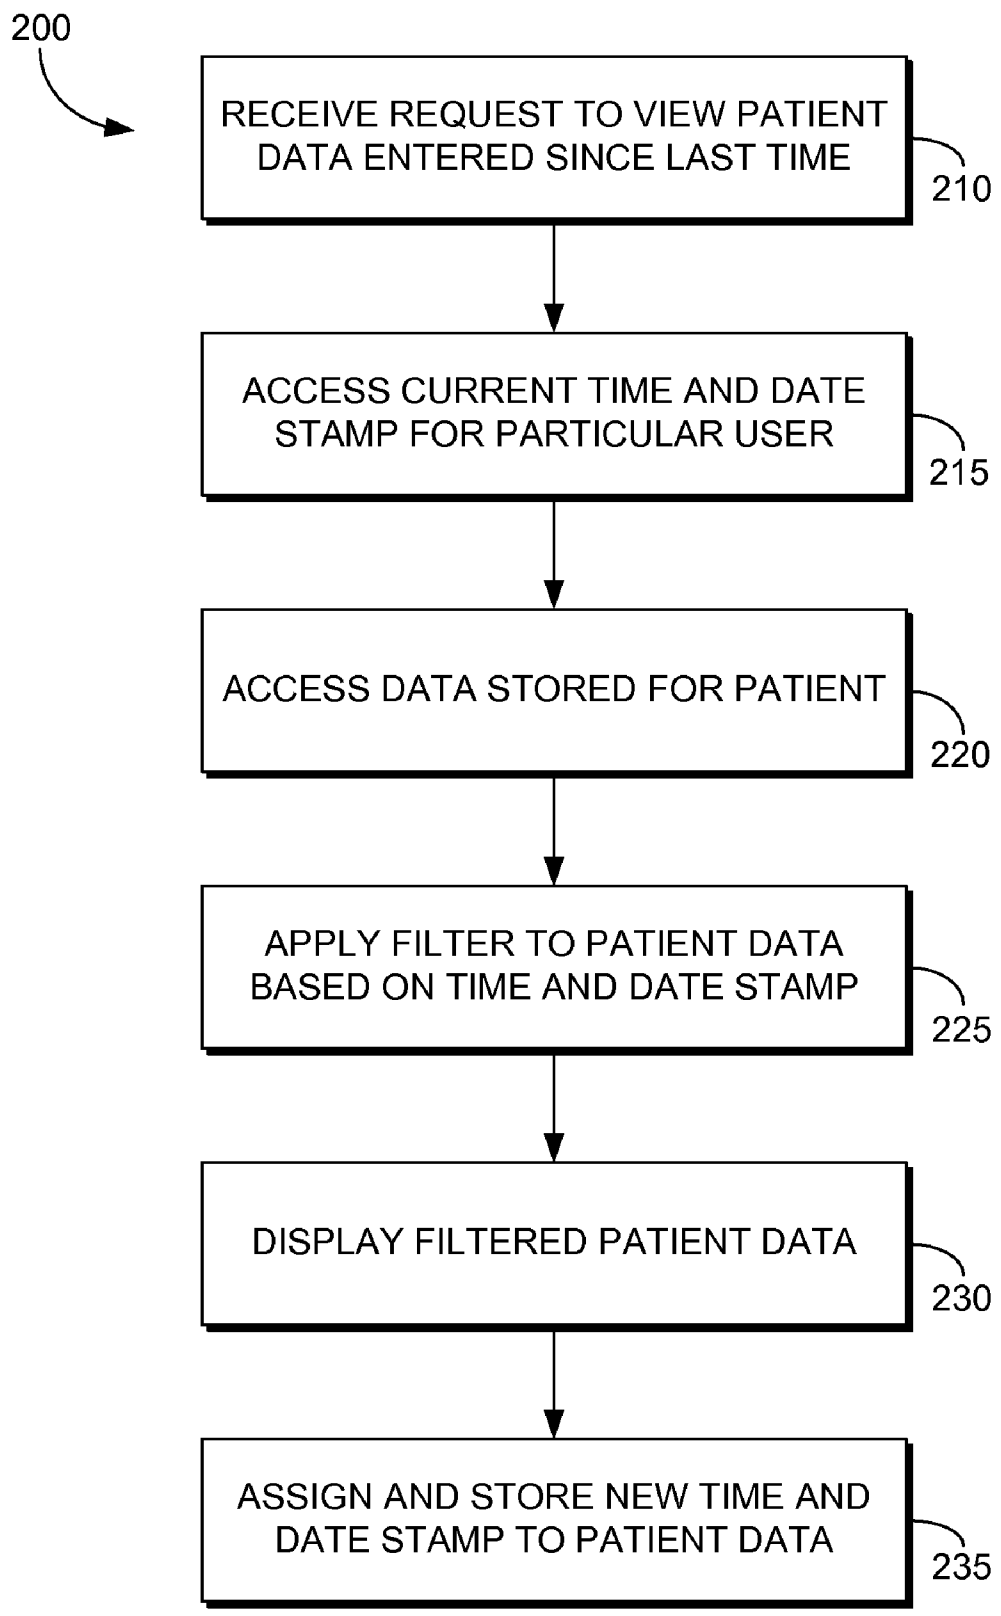 200
RECEIVE REQUEST TO VIEW PATIENT
DATA ENTERED SINCE LAST TIME
210
ACCESS CURRENT TIME AND DATE
STAMP FOR PARTICULAR USER
215
ACCESS DATA STORED FOR PATIENT
220
APPLY FILTER TO PATIENT DATA
BASED ON TIME AND DATE STAMP
225
DISPLAY FILTERED PATIENT DATA
230
ASSIGN AND STORE NEW TIME AND
DATE STAMP TO PATIENT DATA
235